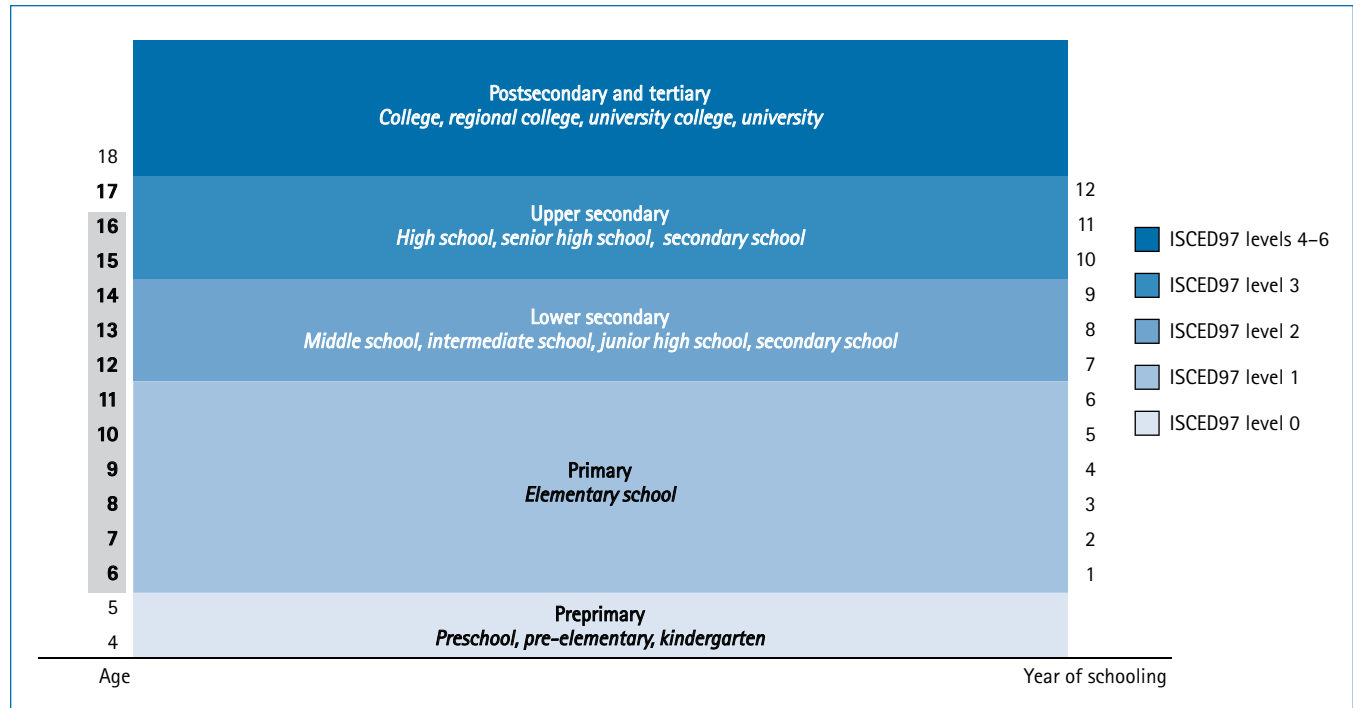 Postsecondary and tertiary
College, regional college, university college, university
18
17
12
Upper secondary
16
11
High school, senior high school, secondary school
15
10
14
9
Lower secondary
13
8
Middle school, intermediate school, junior high school, secondary school
12
7
11
6
10
5
9
4
Primary
Elementary school
8
3
7
2
6
1
5
Preprimary
4
Preschool, pre-elementary, kindergarten
Age
Year of schooling
ISCED97 levels 4–6
ISCED97 level 3
ISCED97 level 2
ISCED97 level 1
ISCED97 level 0